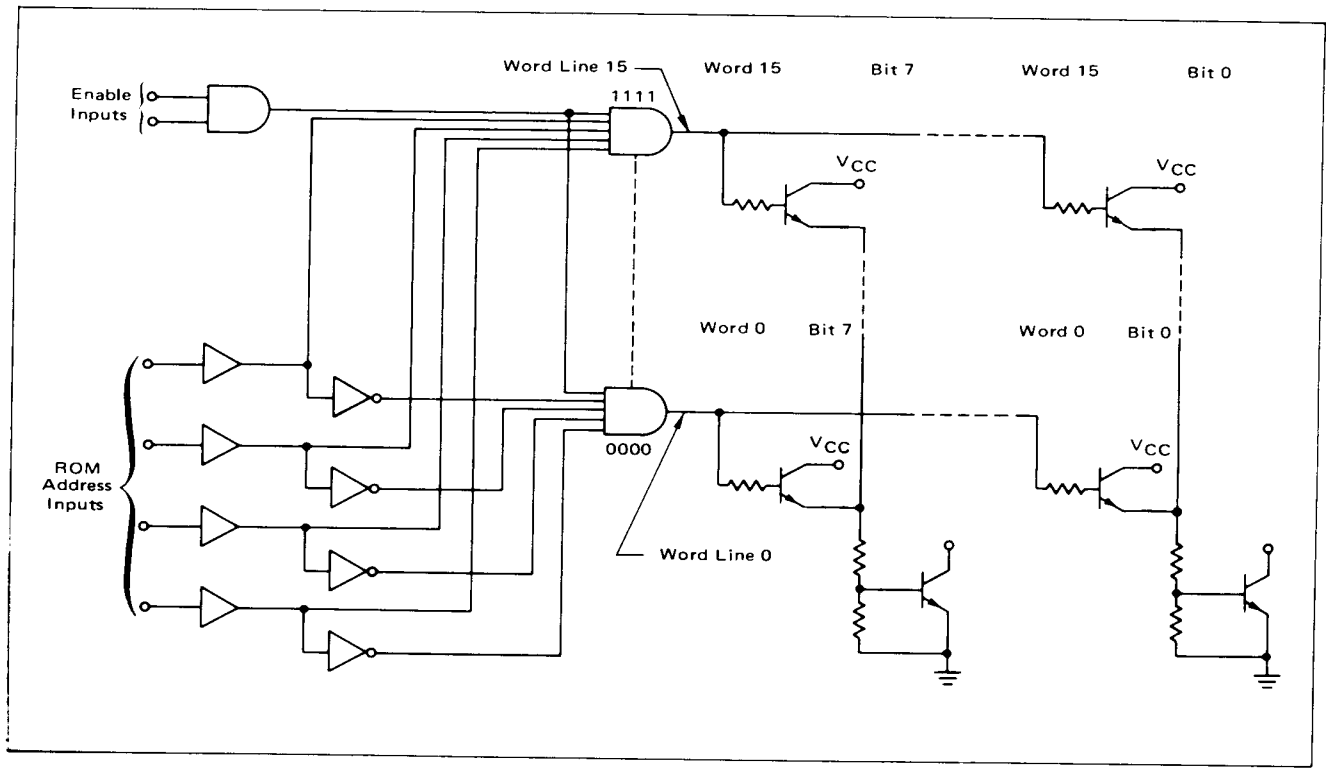 Word Line 15
Word 15
Bit 7
Word 15
Bit 0
Enable
Inputs
1111
VCC
VCC
Word 0
Bit 7
Word 0
Bit 0
0000
VCC
VCC
ROM
Address
Inputs
Word Line 0